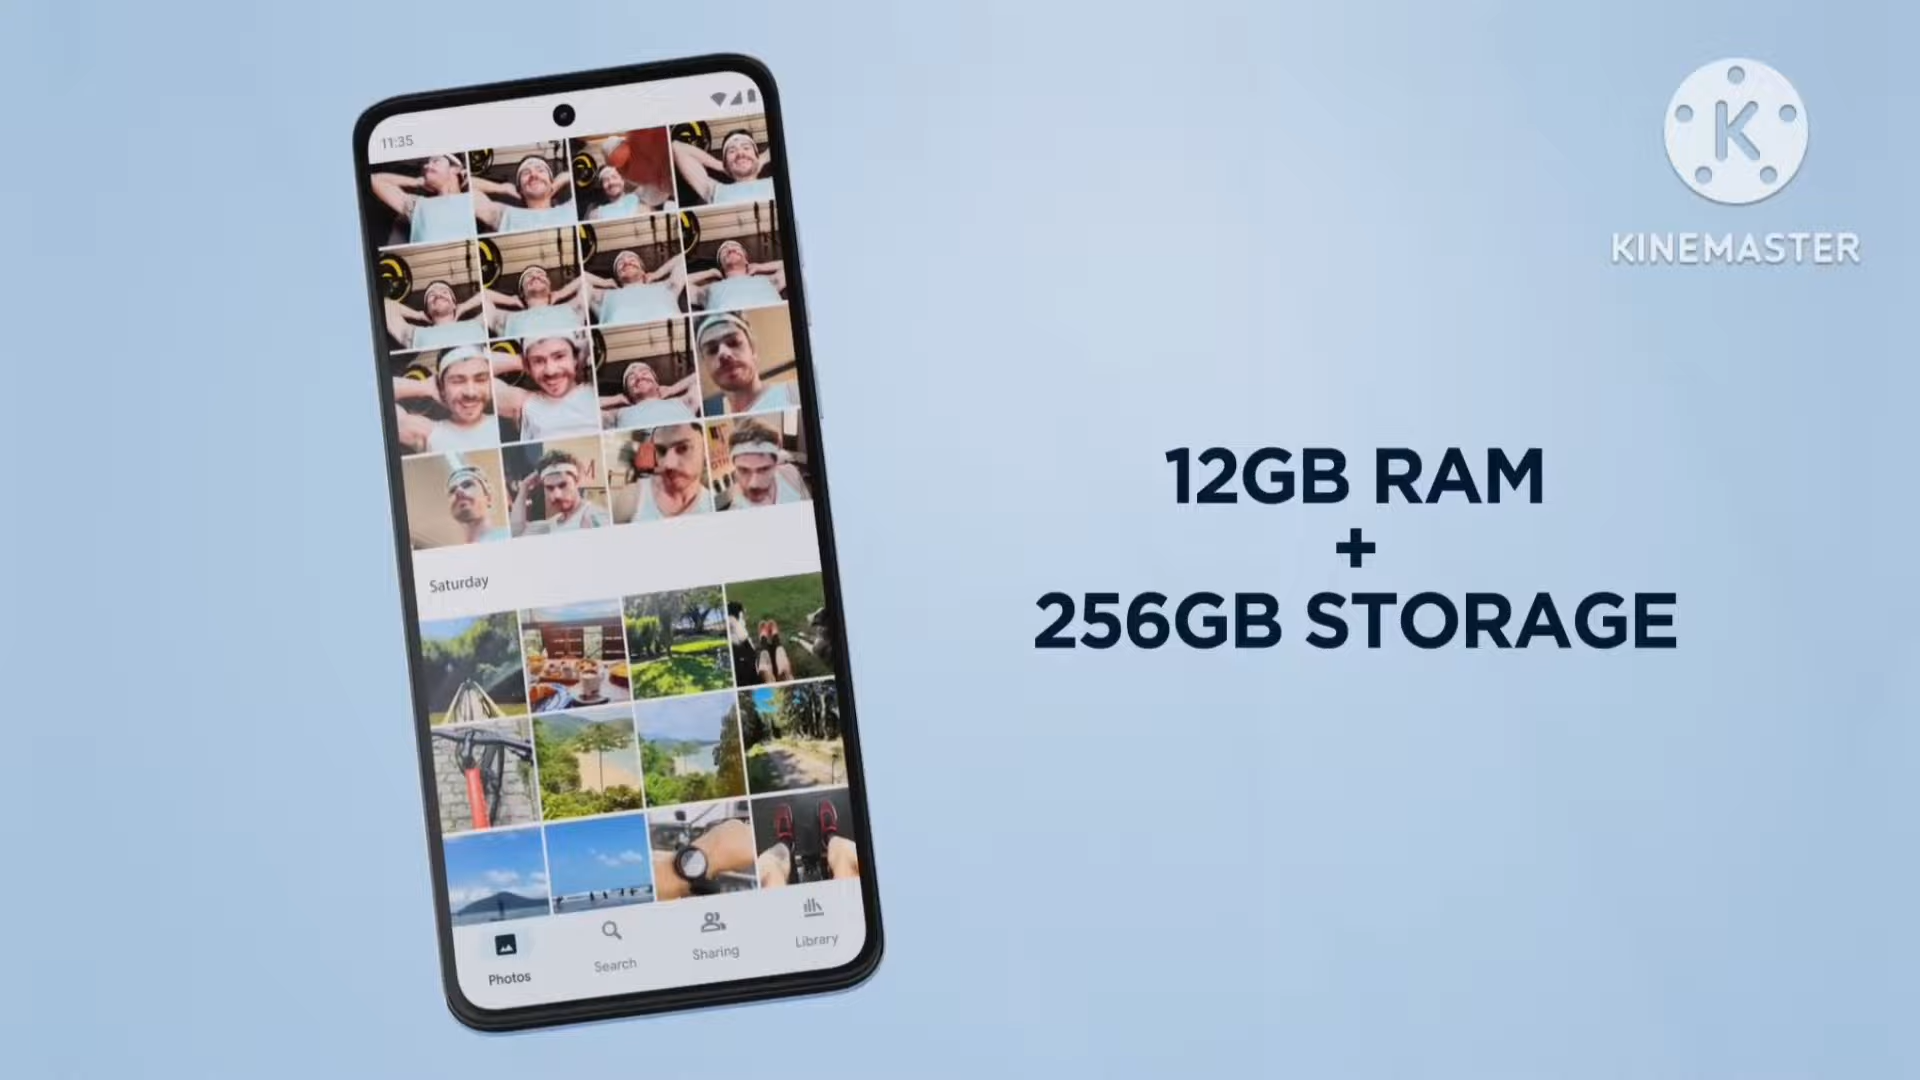 11:35
K
KINEMASTER
12GB RAM
+
256GB STORAGE
Saturday
Photos
Search
Sharing
Library